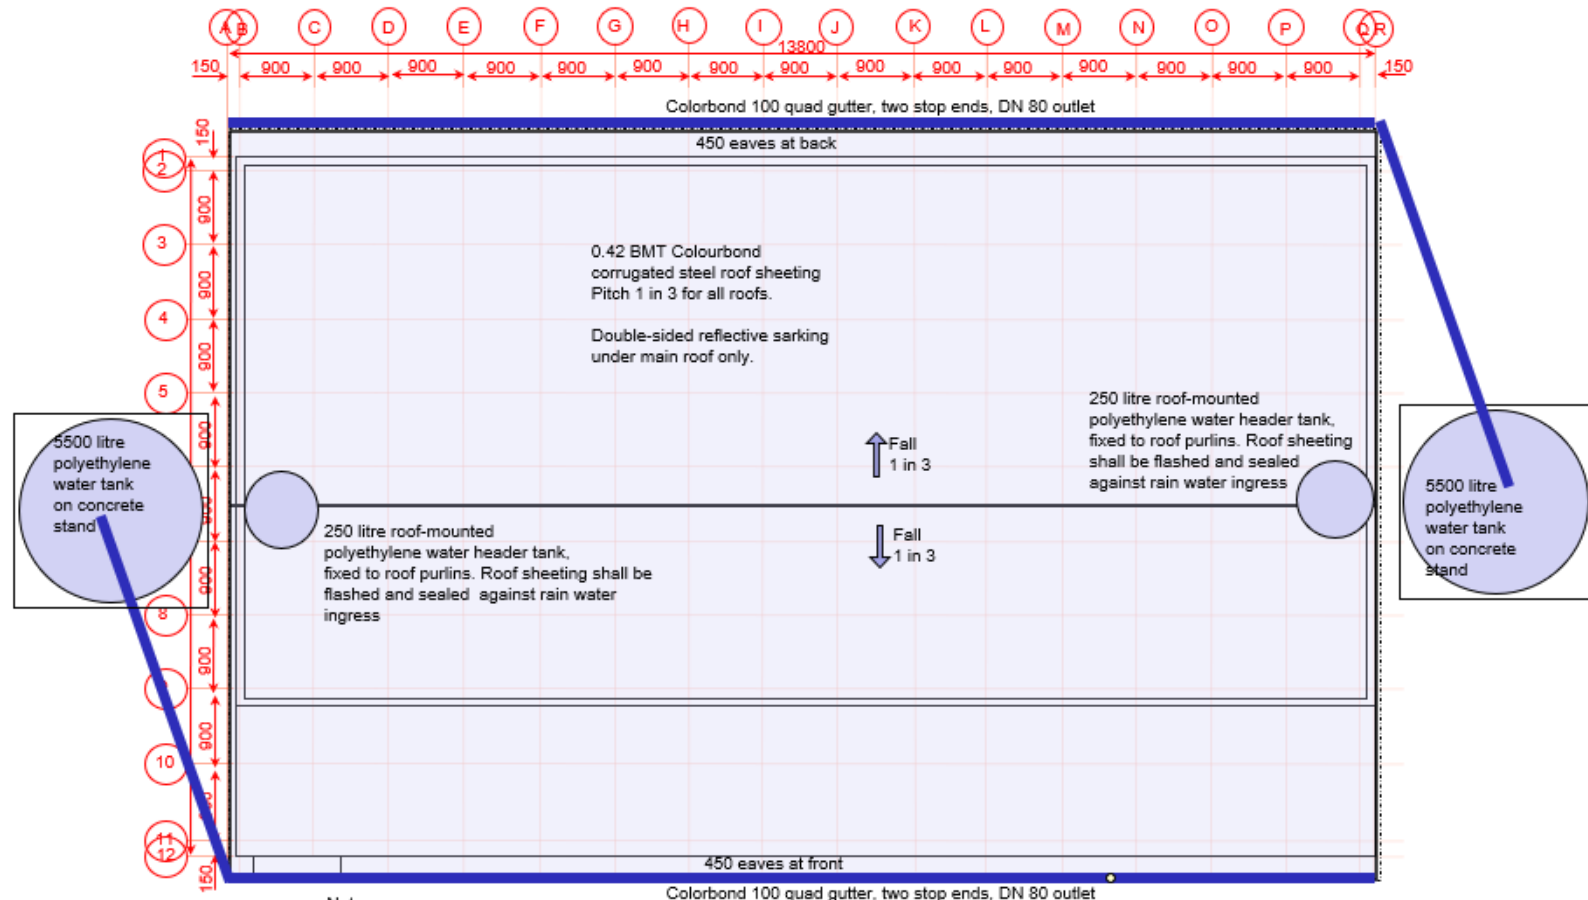 A B C D E F G H I J K L M N O P Q R
13800
150 900 900 900 900 900 900 900 900 900 900 900 900 900 900 900 150
Colorbond 100 quad gutter, two stop ends, DN 80 outlet
150
450 eaves at back
1
2
900
3
900
4
900
5
900
8
900
10
900
11
12
150
0.42 BMT Colourbond
corrugated steel roof sheeting
Pitch 1 in 3 for all roofs.
Double-sided reflective sarking
under main roof only.
250 litre roof-mounted
polyethylene water header tank,
fixed to roof purlins. Roof sheeting
shall be flashed and sealed
against rain water ingress
Fall
1 in 3
5500 litre
polyethylene
water tank
on concrete
stand
Fall
1 in 3
250 litre roof-mounted
polyethylene water header tank,
fixed to roof purlins. Roof sheeting shall be
flashed and sealed against rain water
ingress
5500 litre
polyethylene
water tank
on concrete
stand
900
900
450 eaves at front
Colorbond 100 quad gutter, two stop ends, DN 80 outlet